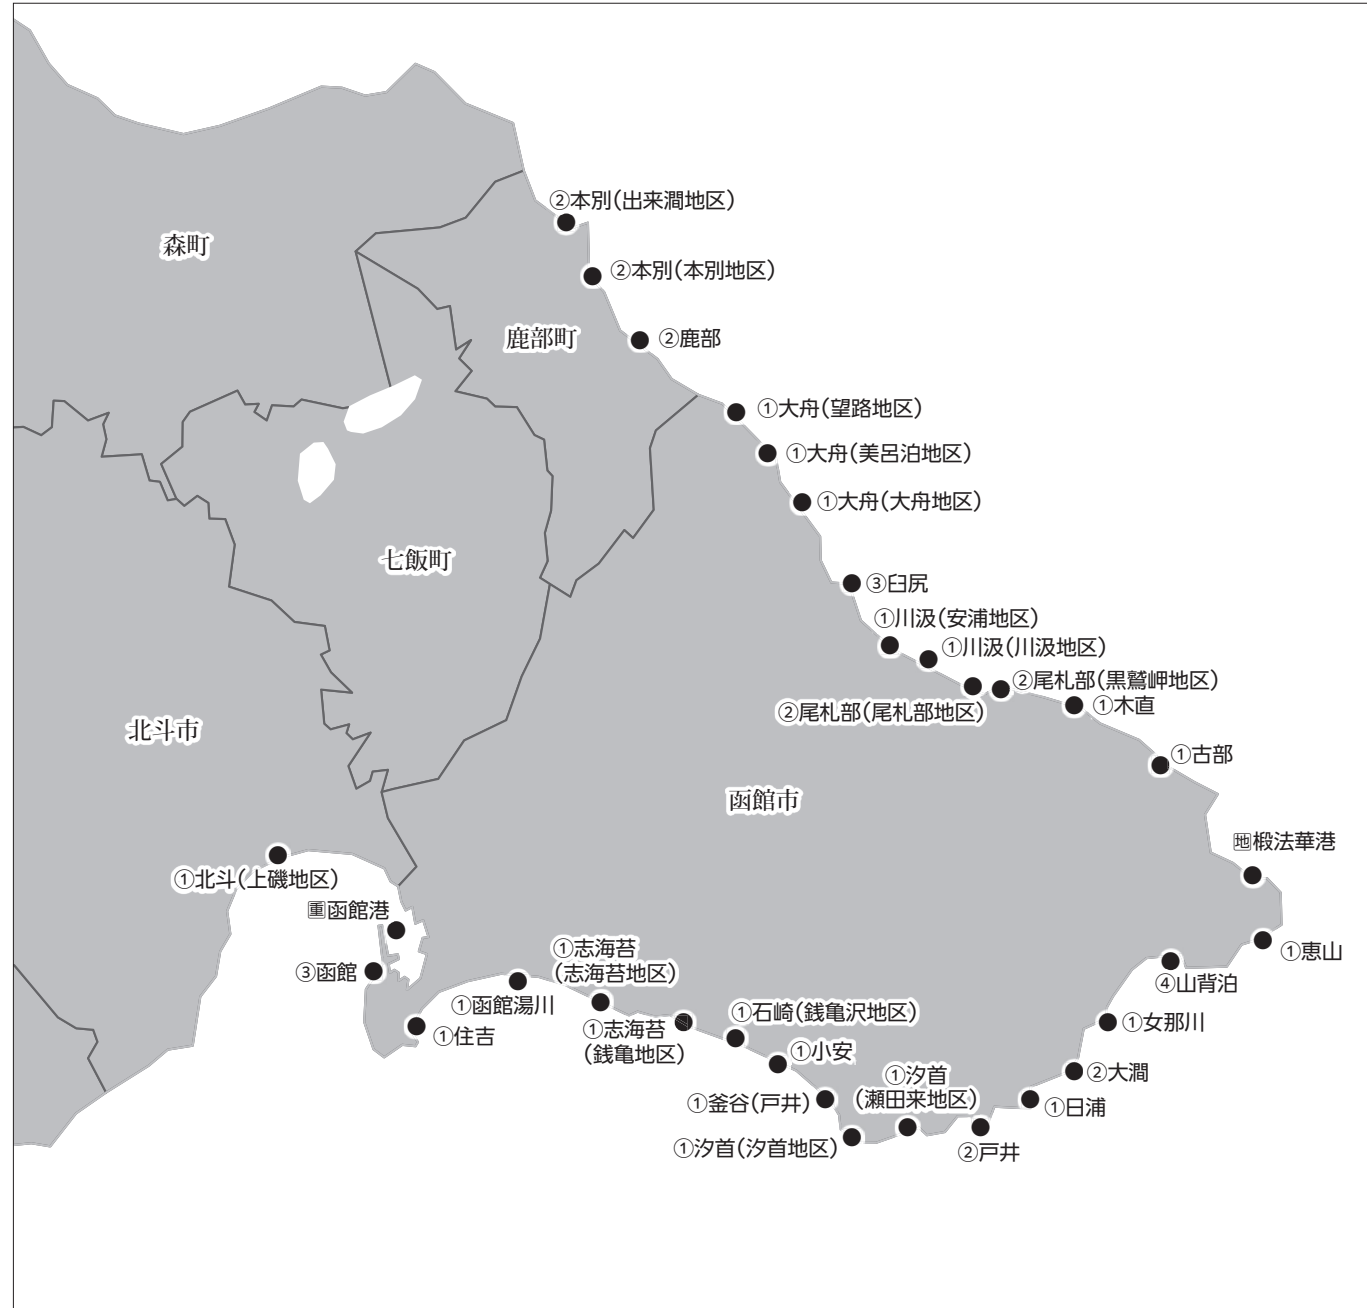 ②本別(出来澗地区)
森町
②本別(本別地区)
鹿部町
②鹿部
①大舟(望路地区)
①大舟(美呂泊地区)
①大舟(大舟地区)
七飯町
③臼尻
①川汲(安浦地区)
①川汲(川汲地区)
②尾札部(黒鷲岬地区)
②尾札部(尾札部地区)
①木直
北斗市
①古部
函館市
地椴法華港
①北斗(上磯地区)
重函館港
①恵山
①志海苔
(志海苔地区)
③函館
④山背泊
①函館湯川
①石崎(銭亀沢地区)
①志海苔
(銭亀地区)
①女那川
①住吉
①小安
②大澗
①汐首
(瀬田来地区)
①釜谷(戸井)
①日浦
①汐首(汐首地区)
②戸井